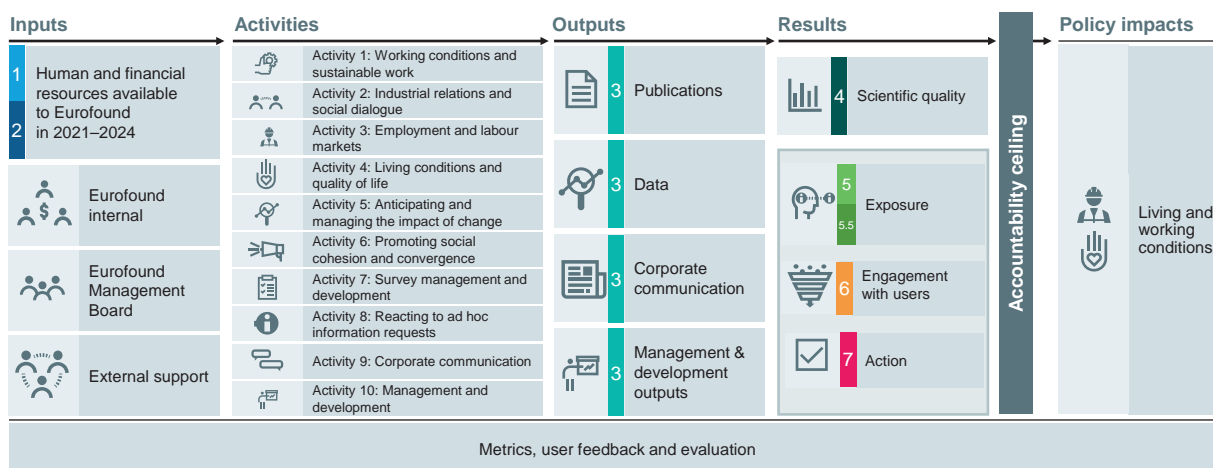 Inputs
1
2
Human and financial
resources available
to Eurofound
in 2021–2024
$
Eurofound
internal
Eurofound
Management
Board
External support
Activities
Activity 1: Working conditions and
sustainable work
Activity 2: Industrial relations and
social dialogue
Activity 3: Employment and labour
markets
Activity 4: Living conditions and
quality of life
Activity 5: Anticipating and
managing the impact of change
Activity 6: Promoting social
cohesion and convergence
Activity 7: Survey management and
development
Activity 8: Reacting to ad hoc
information requests
Activity 9: Corporate communication
Activity 10: Management and
development
Outputs
3
Publications
3
Data
3
Corporate
communication
3
Management &
development
outputs
Results
4
Scientific quality
5
5.5
Exposure
6
Engagement
with users
7
Action
Accountability ceiling
Policy impacts
Living and
working
conditions
Metrics, user feedback and evaluation